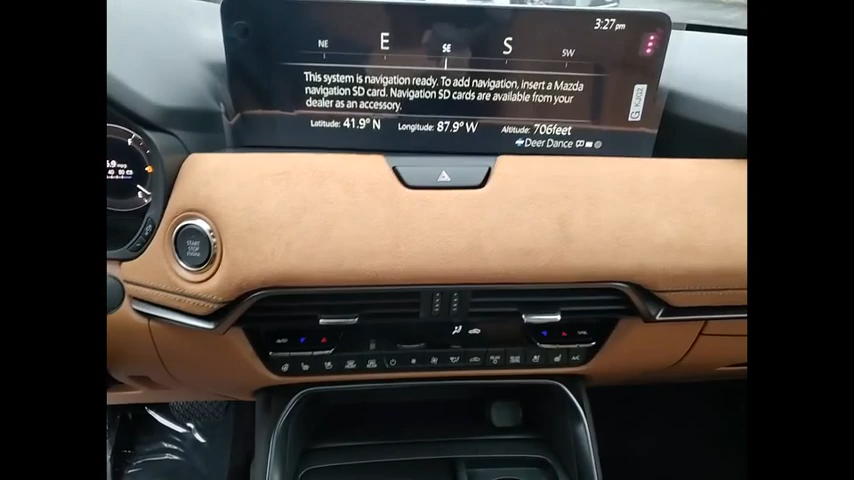 3:27 pm
NE E SE S SW
This system is navigation ready. To add navigation, insert a Mazda
navigation SD card. Navigation SD cards are available from your
dealer as an accessory.
Latitude: 41.9° N Longitude: 87.9° W Altitude: 706feet
Deer Dance
START
STOP
ENGINE
A/C